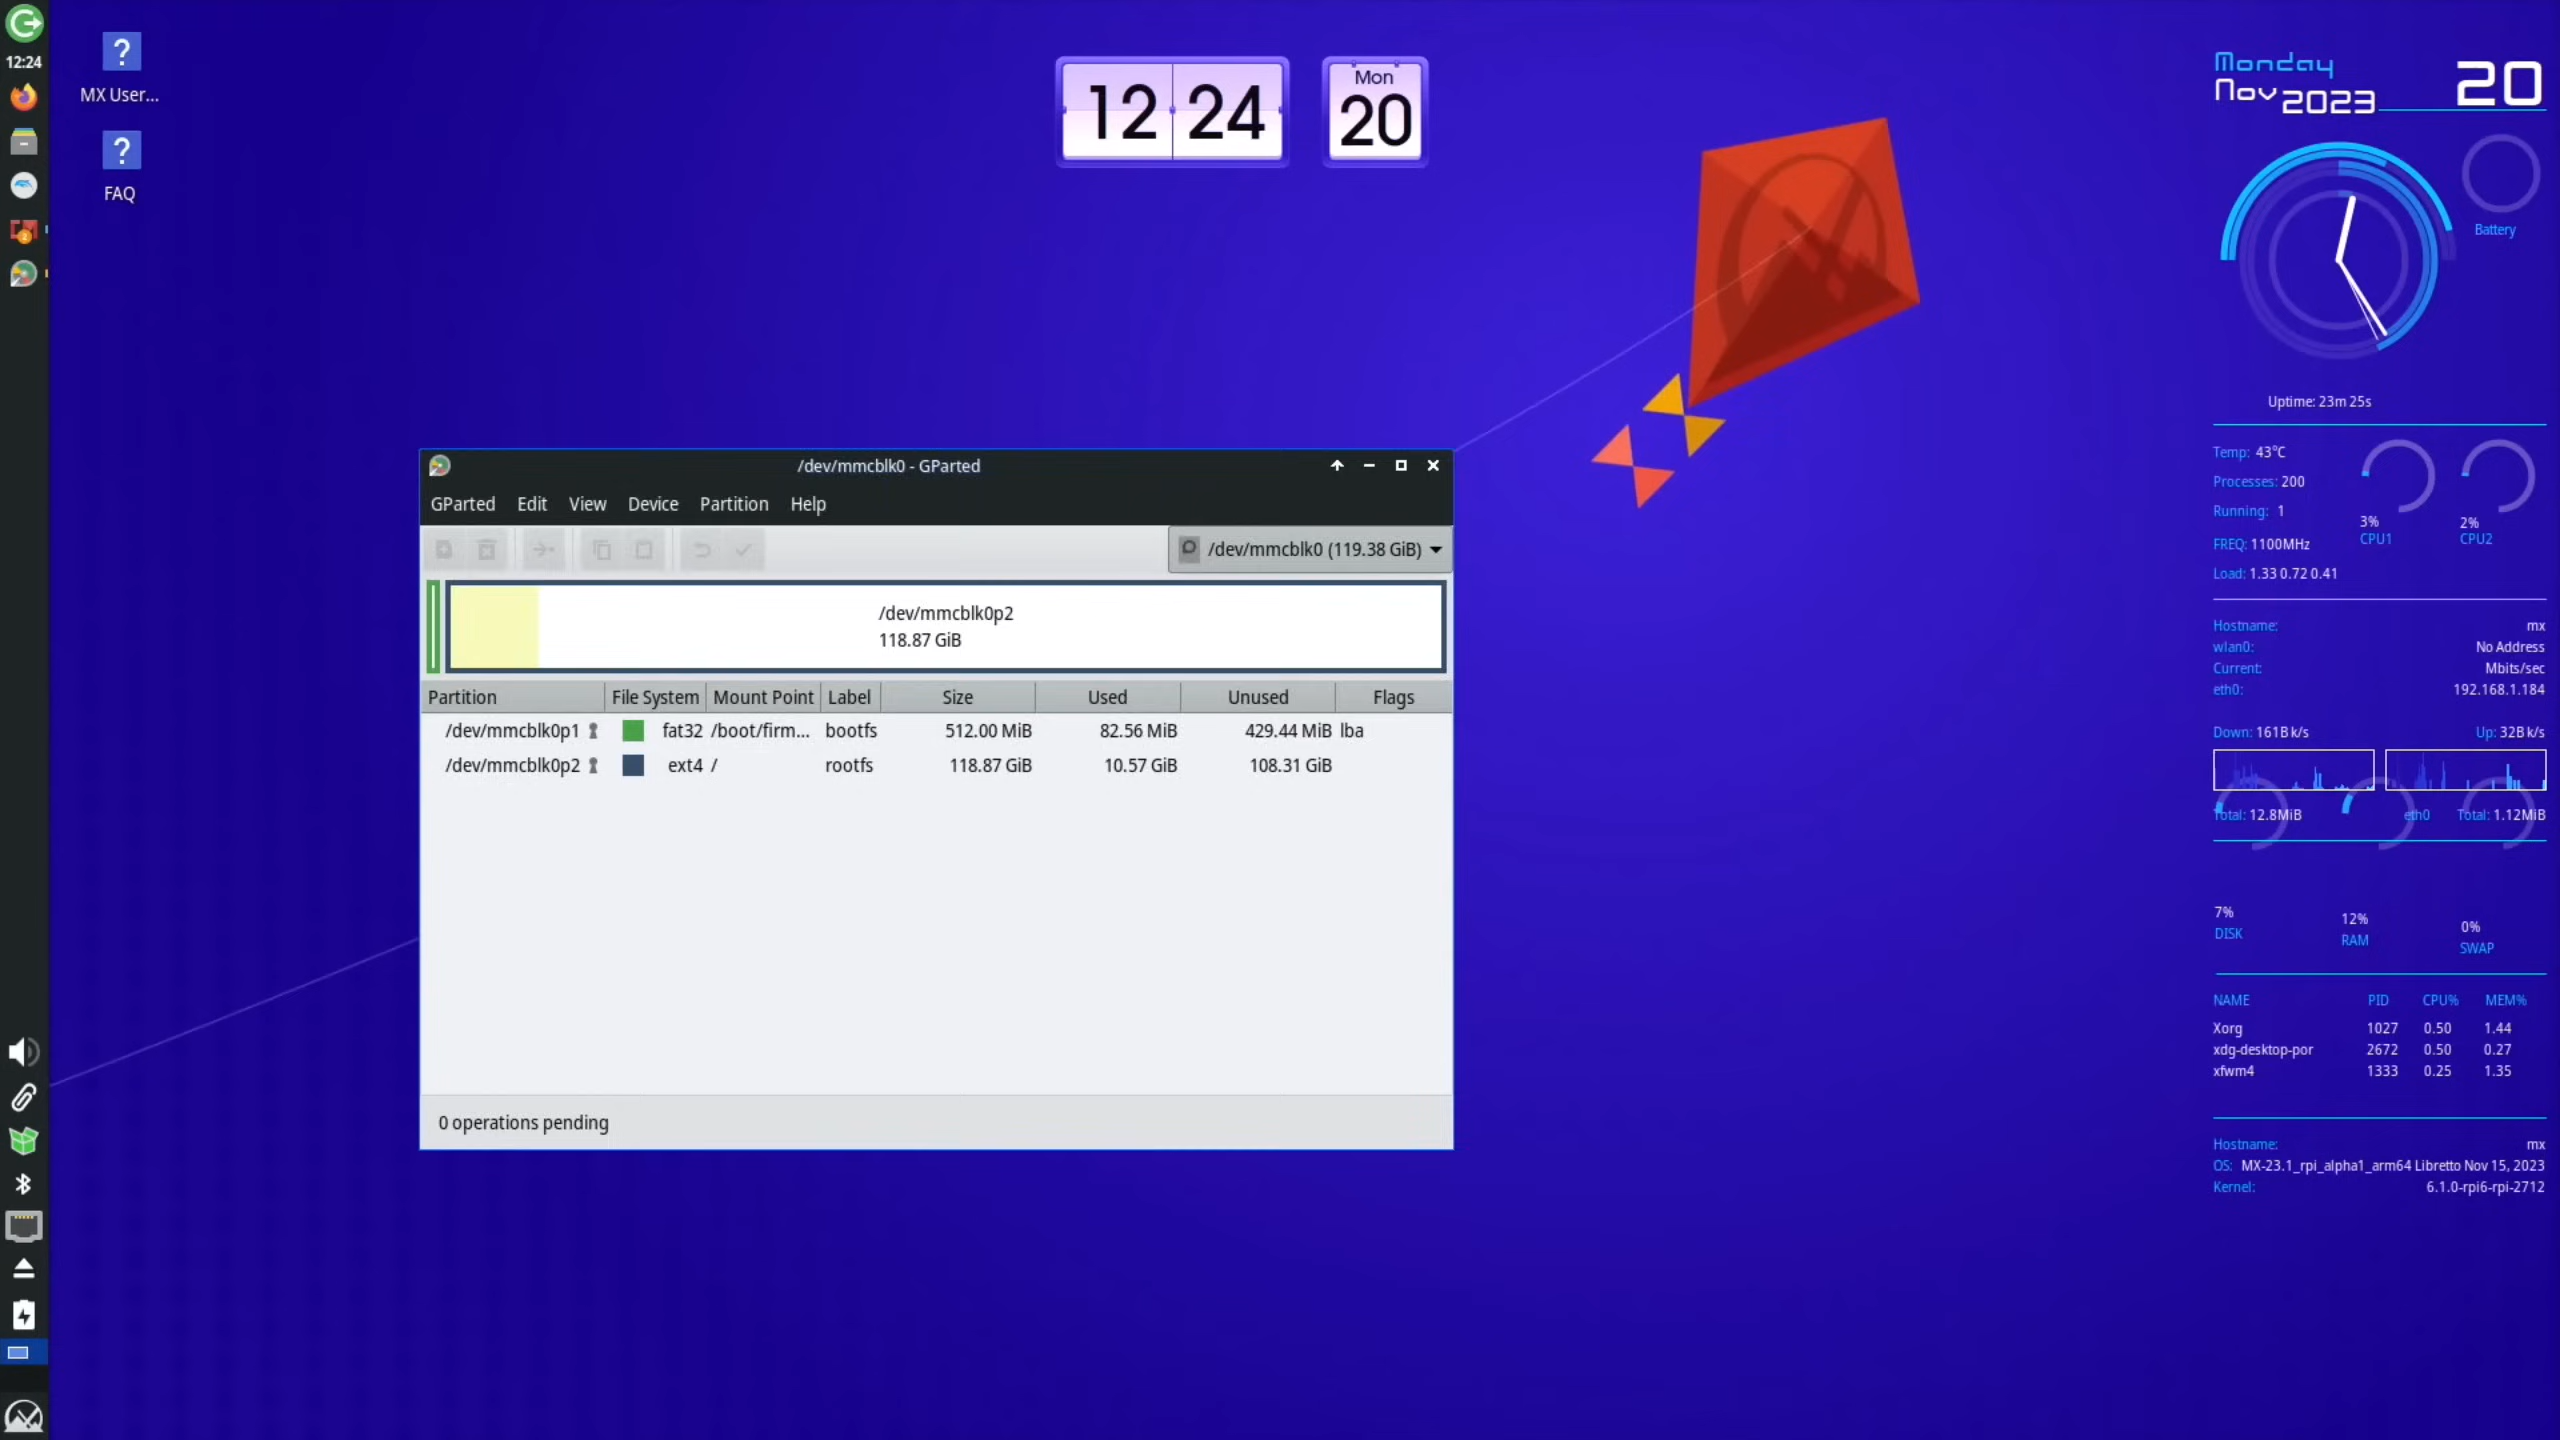 12:24
MX User...
FAQ
12 24
Mon
20
/dev/mmcblk0 - GParted
GParted Edit View Device Partition Help
/dev/mmcblk0 (119.38 GiB)
/dev/mmcblk0p2
118.87 GiB
Partition File System Mount Point Label Size Used Unused Flags
/dev/mmcblk0p1 fat32 /boot/firm... bootfs 512.00 MiB 82.56 MiB 429.44 MiB lba
/dev/mmcblk0p2 ext4 / rootfs 118.87 GiB 10.57 GiB 108.31 GiB
0 operations pending
Monday
Nov 2023 20
Battery
Uptime: 23m 25s
Temp: 43°C
Processes: 200
Running: 1
FREQ: 1100MHz
Load: 1.33 0.72 0.41
3%
CPU1
2%
CPU2
Hostname: mx
wlan0: No Address
Current: Mbits/sec
eth0: 192.168.1.184
Down: 161B k/s Up: 32B k/s
Total: 12.8MiB eth0 Total: 1.12MiB
7%
DISK
12%
RAM
0%
SWAP
NAME PID CPU% MEM%
Xorg 1027 0.50 1.44
xdg-desktop-por 2672 0.50 0.27
xfwm4 1333 0.25 1.35
Hostname: mx
OS: MX-23.1_rpi_alpha1_arm64 Libretto Nov 15, 2023
Kernel: 6.1.0-rpi6-rpi-2712